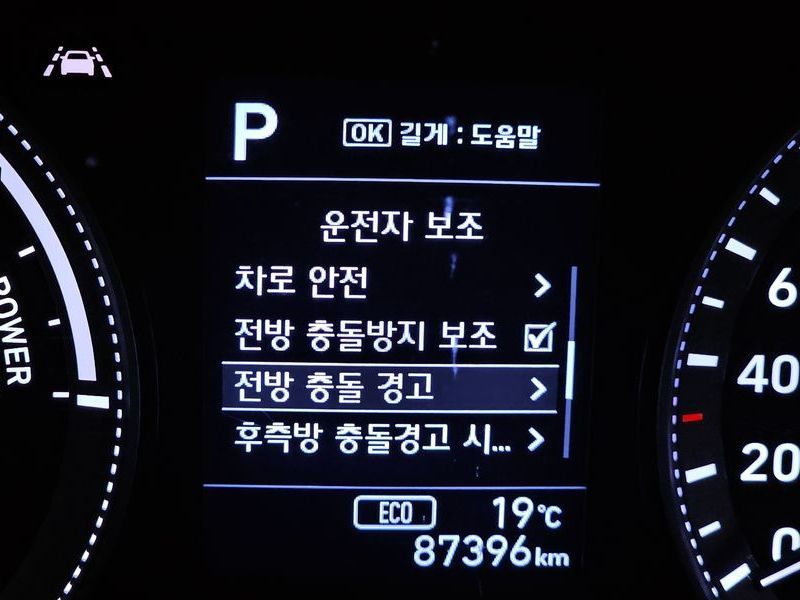 P
OK 길게 : 도움말
운전자 보조
차로 안전
전방 충돌방지 보조
전방 충돌 경고
후측방 충돌경고 시...
ECO 19℃
87396km
POWER
6
40
20